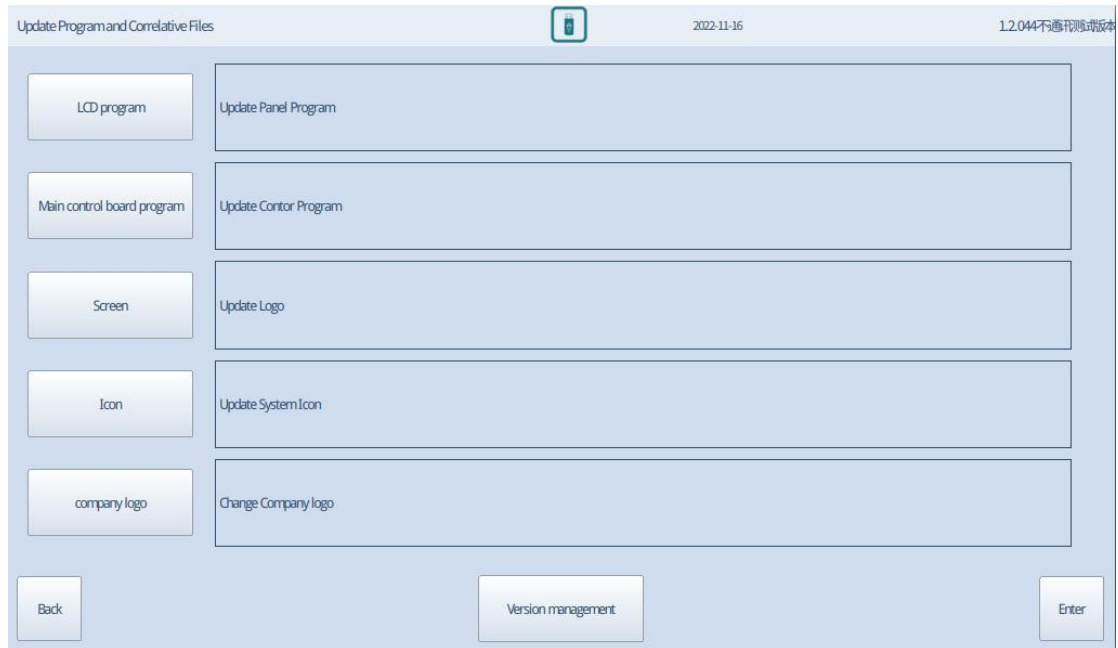 Update Program and Correlative Files
2022-11-16
1.2.044不通用测试版本
LCD program
Update Panel Program
Main control board program
Update Contor Program
Screen
Update Logo
Icon
Update System Icon
company logo
Change Company logo
Back
Version management
Enter